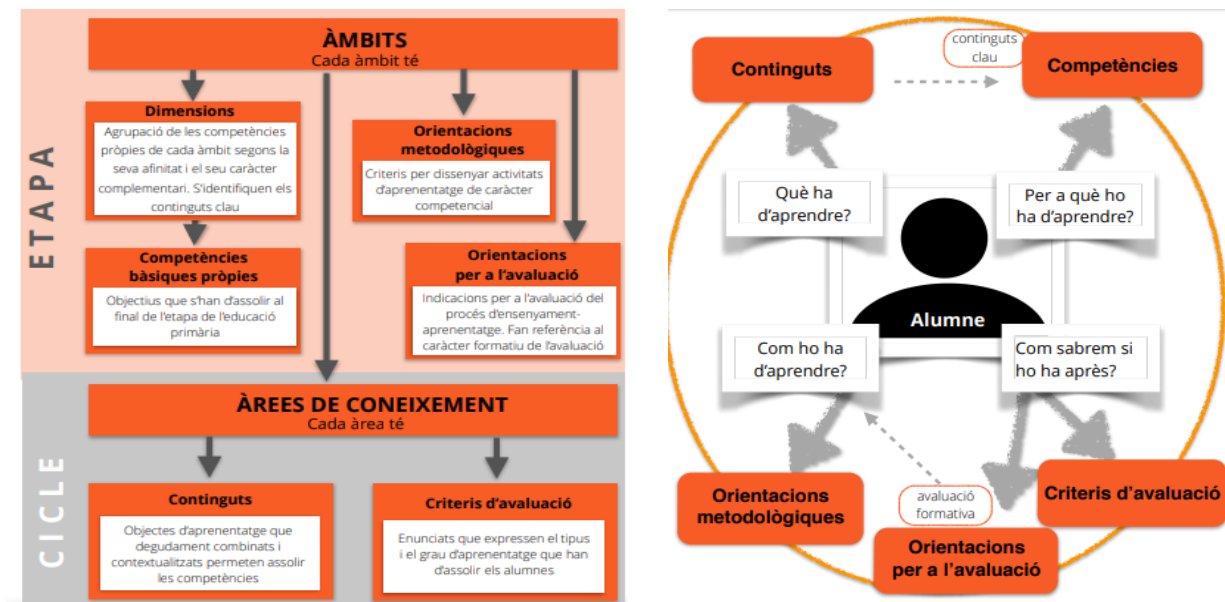 ÀMBITS
Cada àmbit té
ETAPA
Dimensions
Agrupació de les competències
pròpies de cada àmbit segons la
seva afinitat i el seu caràcter
complementari. S'identifiquen els
continguts clau
Orientacions
metodològiques
Criteris per dissenyar activitats
d'aprenentatge de caràcter
competencial
Competències
bàsiques pròpies
Objectius que s'han d'assolir al
final de l'etapa de l'educació
primària
Orientacions
per a l'avaluació
Indicacions per a l'avaluació del
procés d'ensenyament-
aprenentatge. Fan referència al
caràcter formatiu de l'avaluació
CICLE
ÀREES DE CONEIXEMENT
Cada àrea té
Continguts
Objectes d'aprenentatge que
degudament combinats i
contextualitzats permeten assolir
les competències
Criteris d'avaluació
Enunciats que expressen el tipus
i el grau d'aprenentatge que han
d'assolir els alumnes
Continguts
continguts
clau
Competències
Què ha
d'aprendre?
Per a què ho
ha d'aprendre?
Alumne
Com ho ha
d'aprendre?
Com sabrem si
ho ha après?
Orientacions
metodològiques
avaluació
formativa
Criteris d'avaluació
Orientacions
per a l'avaluació